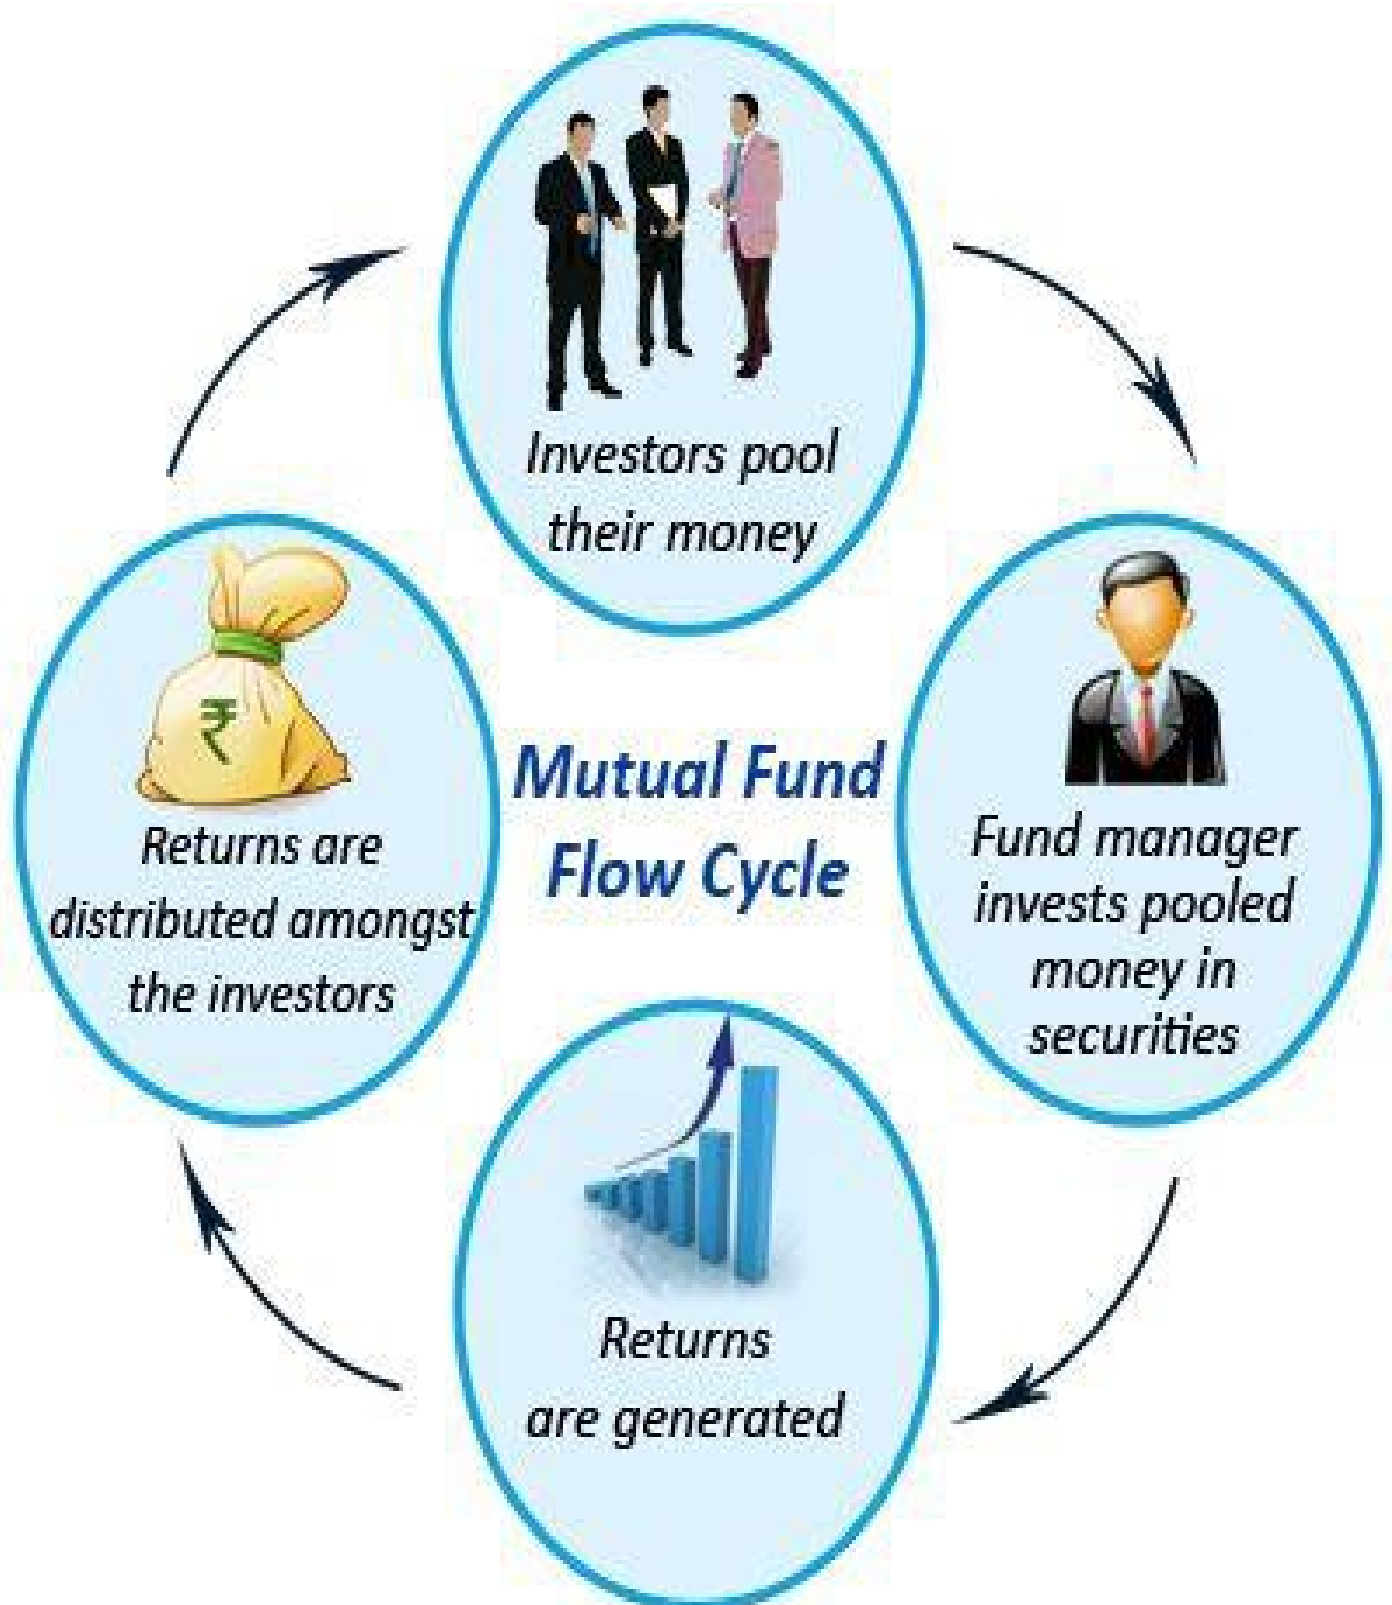 Investors pool
their money
Fund manager
invests pooled
money in
securities
Returns
are generated
₹
Returns are
distributed amongst
the investors
Mutual Fund
Flow Cycle